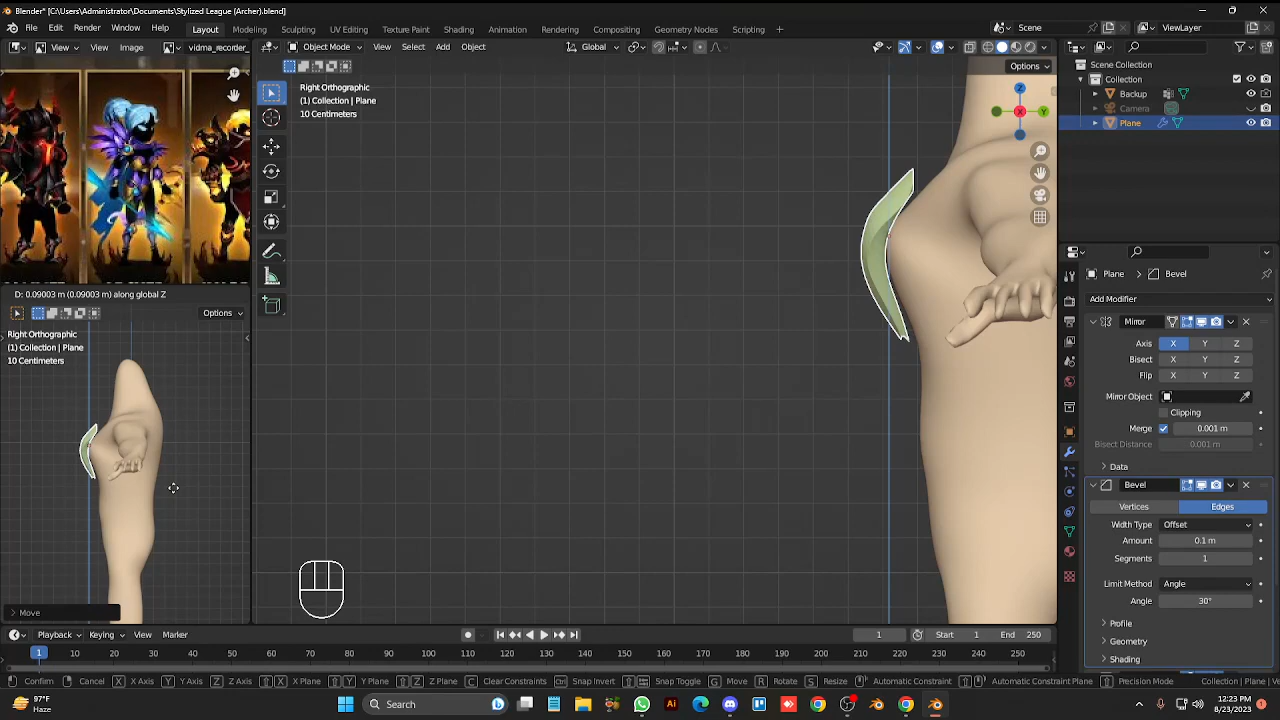 Blender* [C:\Users\Administrator\Documents\Stylized League (Archer).blend]
File Edit Render Window Help
Layout Modeling Sculpting UV Editing Texture Paint Shading Animation Rendering Compositing Geometry Nodes Scripting +
Scene ViewLayer
View View Image vidma_recorder_
Object Mode View Select Add Object Global
Options
Scene Collection
Collection
Backup
Camera
Plane
Right Orthographic
(1) Collection | Plane
10 Centimeters
Z
X
Y
D: 0.09003 m (0.09003 m) along global Z
Options
Right Orthographic
(1) Collection | Plane
10 Centimeters
Move
Plane > Bevel
Add Modifier
Mirror
Axis X Y Z
Bisect X Y Z
Flip X Y Z
Mirror Object
Clipping
Merge 0.001 m
Bisect Distance 0.001 m
Data
Bevel
Vertices Edges
Width Type Offset
Amount 0.1 m
Segments 1
Limit Method Angle
Angle 30°
Profile
Geometry
Shading
Playback Keying View Marker 1 Start 1 End 250
1 10 20 30 40 50 60 70 80 90 100 110 120 130 140 150 160 170 180 190 200 210 220 230 240 250
Confirm Cancel X X Axis Y Y Axis Z Z Axis X X Plane Y Y Plane Z Z Plane C Clear Constraints Ctrl Snap Invert Snap Toggle G Move R Rotate S Resize Automatic Constraint Automatic Constraint Plane Precision Mode Collection | Plane
97°F
Haze
Search
12:23 PM
8/23/2023